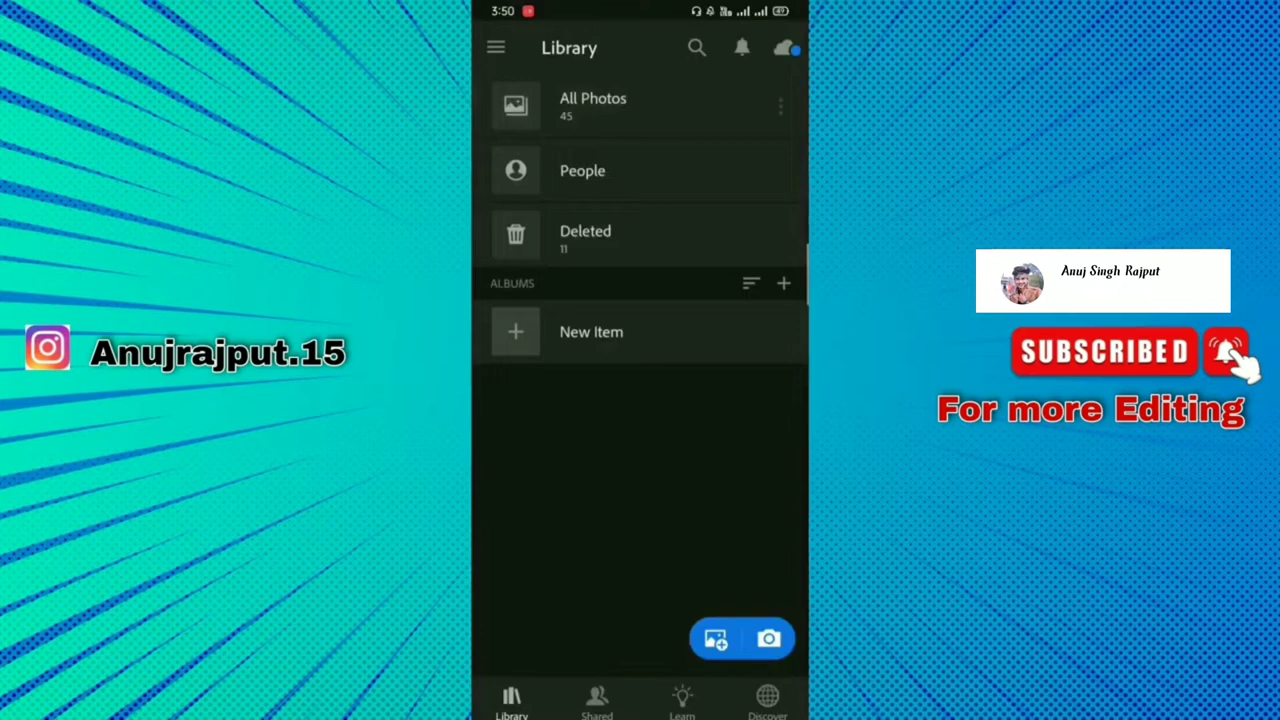 3:50
Library
All Photos
45
People
Deleted
11
ALBUMS
New Item
Library
Shared
Learn
Discover
Anujrajput.15
Anuj Singh Rajput
SUBSCRIBED
For more Editing